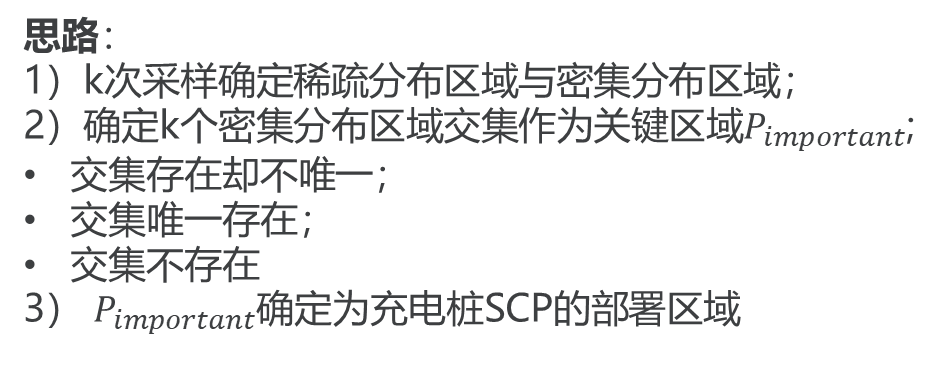 思路：
1）k次采样确定稀疏分布区域与密集分布区域；
2）确定k个密集分布区域交集作为关键区域P_important；
• 交集存在却不唯一；
• 交集唯一存在；
• 交集不存在
3） P_important确定为充电桩SCP的部署区域